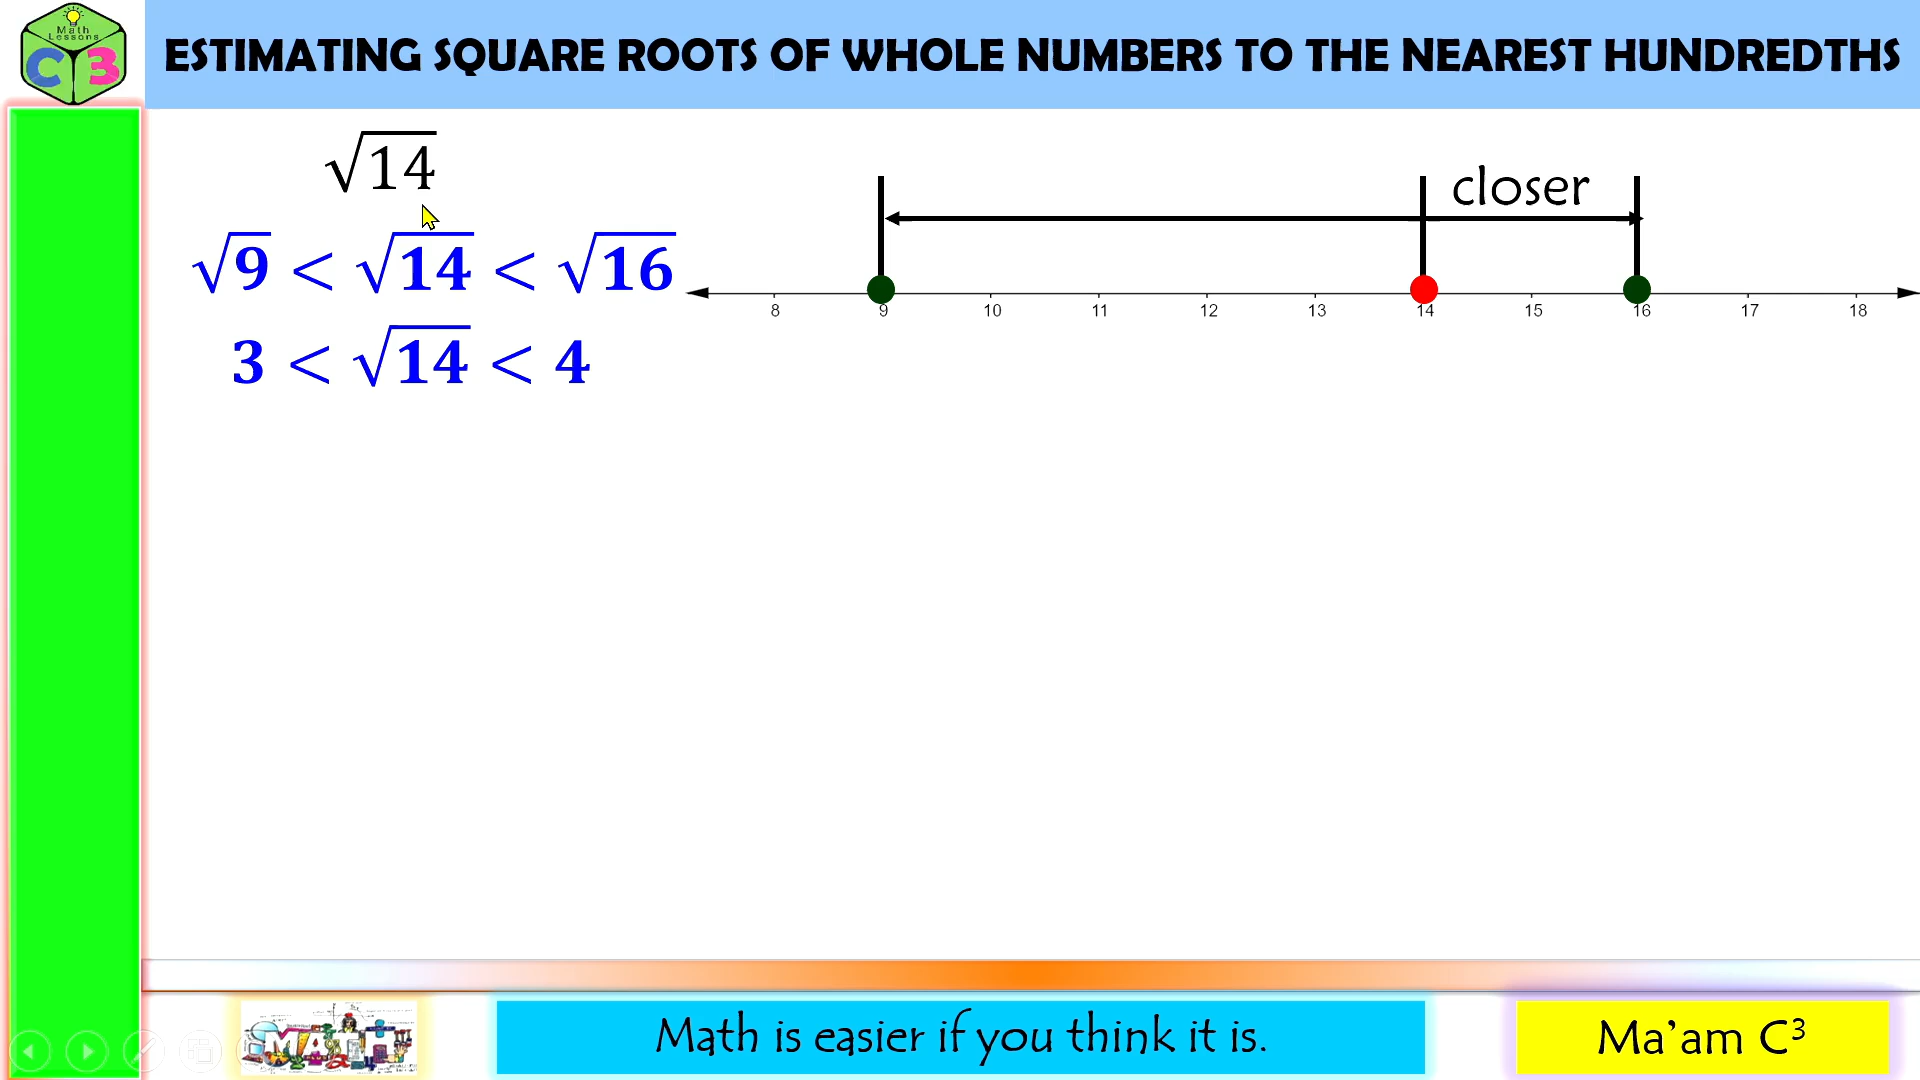 Math
Lessons
C3
ESTIMATING SQUARE ROOTS OF WHOLE NUMBERS TO THE NEAREST HUNDREDTHS
√14
closer
√9 < √14 < √16
8 9 10 11 12 13 14 15 16 17 18
3 < √14 < 4
MATH
Math is easier if you think it is.
Ma’am C³